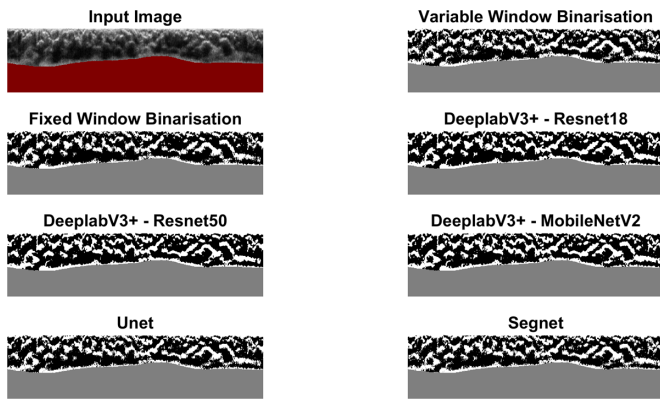 Input Image
Variable Window Binarisation
Fixed Window Binarisation
DeeplabV3+ - Resnet18
DeeplabV3+ - Resnet50
DeeplabV3+ - MobileNetV2
Unet
Segnet